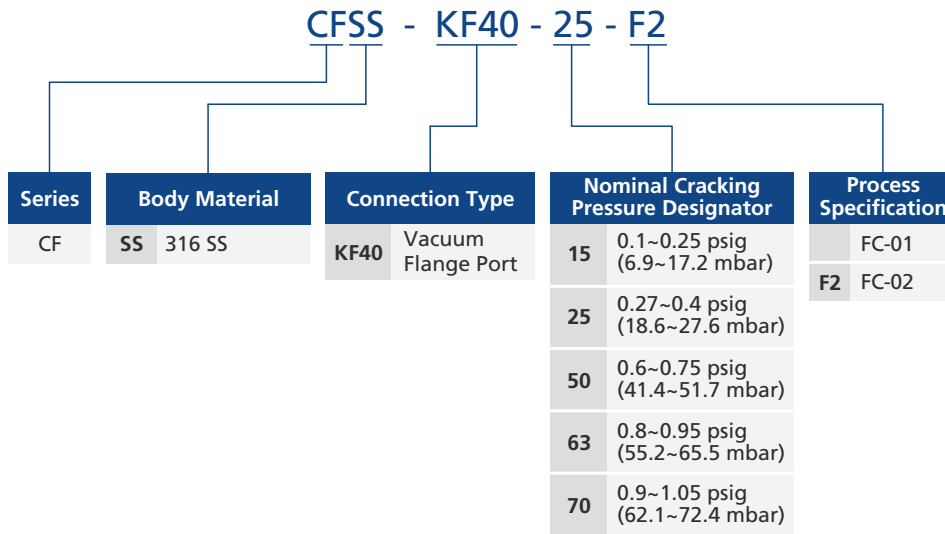 CFSS - KF40 - 25 - F2
Series
CF
Body Material
SS 316 SS
Connection Type
KF40 Vacuum
Flange Port
Nominal Cracking
Pressure Designator
15 0.1~0.25 psig
(6.9~17.2 mbar)
25 0.27~0.4 psig
(18.6~27.6 mbar)
50 0.6~0.75 psig
(41.4~51.7 mbar)
63 0.8~0.95 psig
(55.2~65.5 mbar)
70 0.9~1.05 psig
(62.1~72.4 mbar)
Process
Specification
FC-01
F2 FC-02